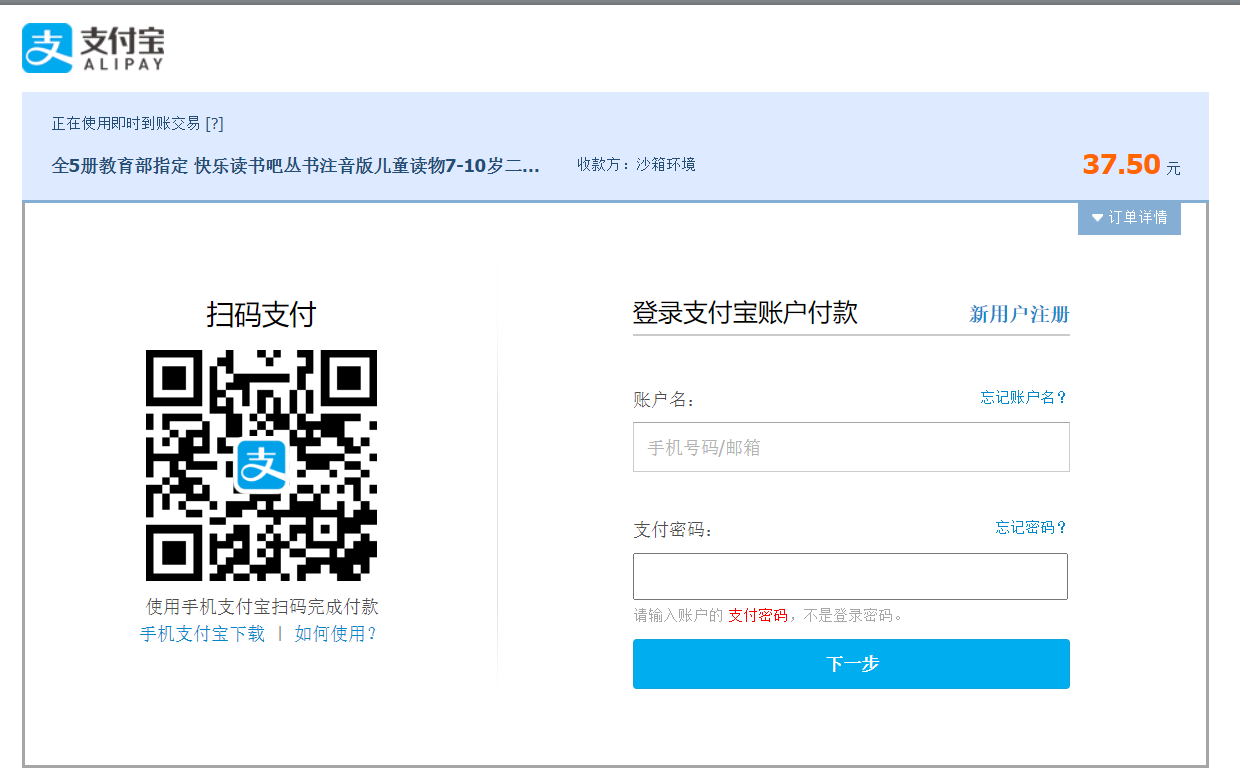 支付宝
ALIPAY
正在使用即时到账交易 [?]
全5册教育部指定 快乐读书吧丛书注音版儿童读物7-10岁二... 收款方：沙箱环境 37.50 元
订单详情
扫码支付
使用手机支付宝扫码完成付款
手机支付宝下载 | 如何使用？
登录支付宝账户付款 新用户注册
账户名： 忘记账户名？
手机号码/邮箱
支付密码： 忘记密码？
请输入账户的 支付密码，不是登录密码。
下一步